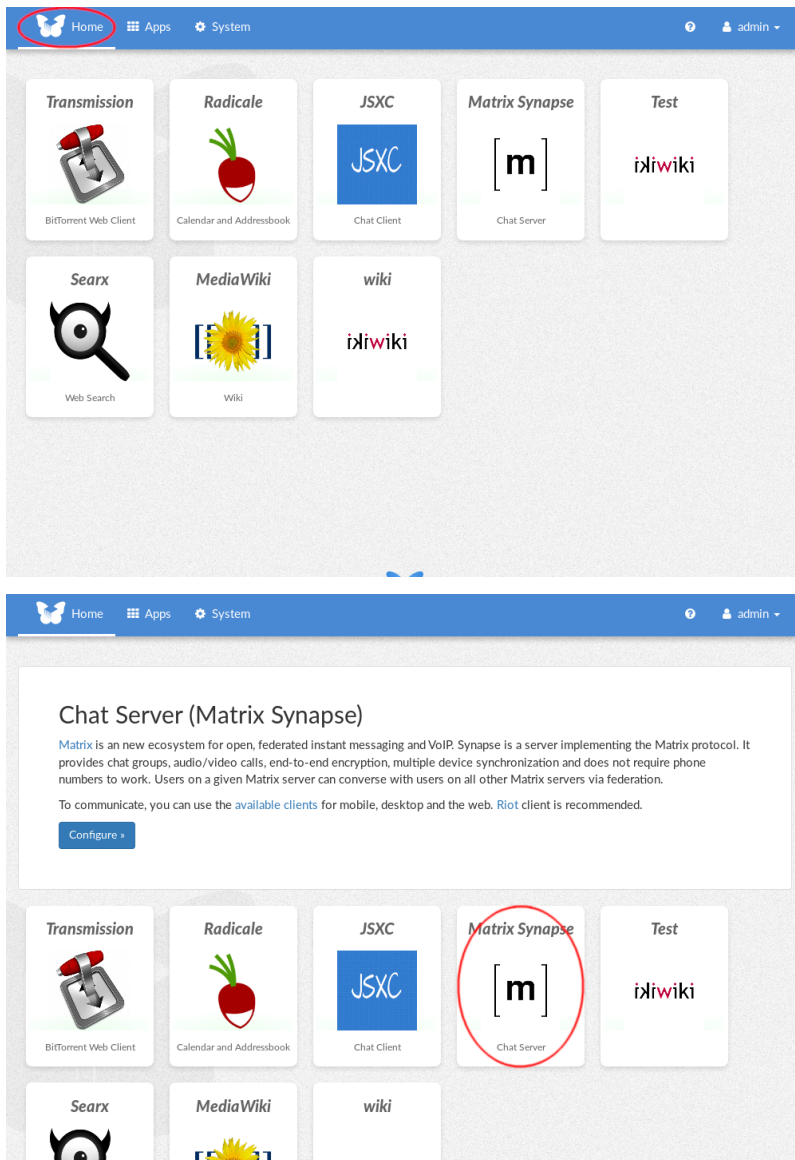 Home Apps System admin
Transmission Radicale JSXC Matrix Synapse Test
JSXC [m] ikiwiki
BitTorrent Web Client Calendar and Addressbook Chat Client Chat Server
Searx MediaWiki wiki
[[ ]] ikiwiki
Web Search Wiki
Home Apps System admin
Chat Server (Matrix Synapse)
Matrix is an new ecosystem for open, federated instant messaging and VoIP. Synapse is a server implementing the Matrix protocol. It
provides chat groups, audio/video calls, end-to-end encryption, multiple device synchronization and does not require phone
numbers to work. Users on a given Matrix server can converse with users on all other Matrix servers via federation.
To communicate, you can use the available clients for mobile, desktop and the web. Riot client is recommended.
Configure »
Transmission Radicale JSXC Matrix Synapse Test
JSXC [m] ikiwiki
BitTorrent Web Client Calendar and Addressbook Chat Client Chat Server
Searx MediaWiki wiki